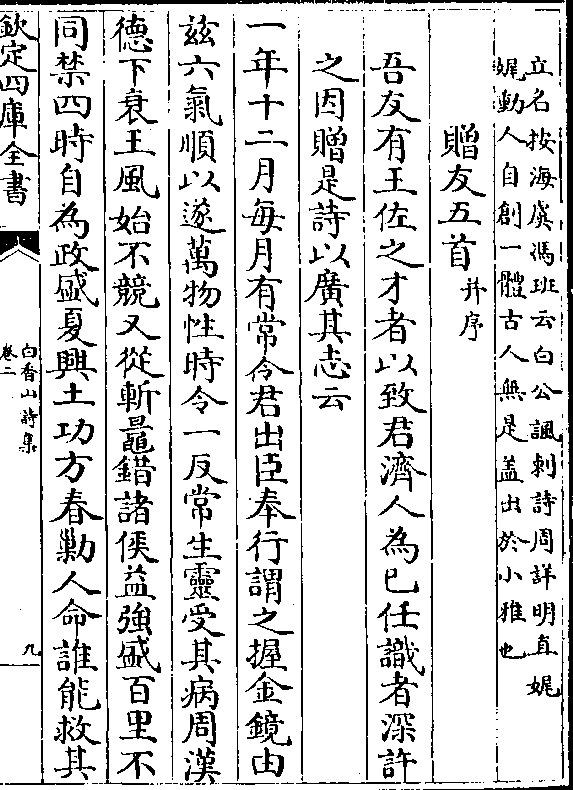 立名按海虞馮班云白公諷刺詩周詳明直娓
娓動人自創一體古人無是盖出於小雅也
贈友五首并序
吾友有王佐之才者以致君濟人為已任識者深許
之因贈是詩以廣其志云
一年十二月每月有常令君出臣奉行謂之握金鏡由
兹六氣順以遂萬物性時令一反常生靈受其病周漢
德下衰王風始不競又從斬鼂錯諸侯益強盛百里不
同禁四時自為政盛夏興土功方春勦人命誰能救其
欽定四庫全書
白香山詩集
卷二
九